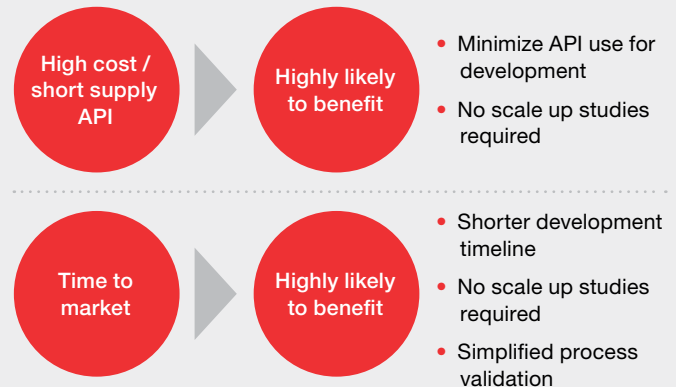 High cost /
short supply
API
Highly likely
to benefit
• Minimize API use for
development
• No scale up studies
required
Time to
market
Highly likely
to benefit
• Shorter development
timeline
• No scale up studies
required
• Simplified process
validation